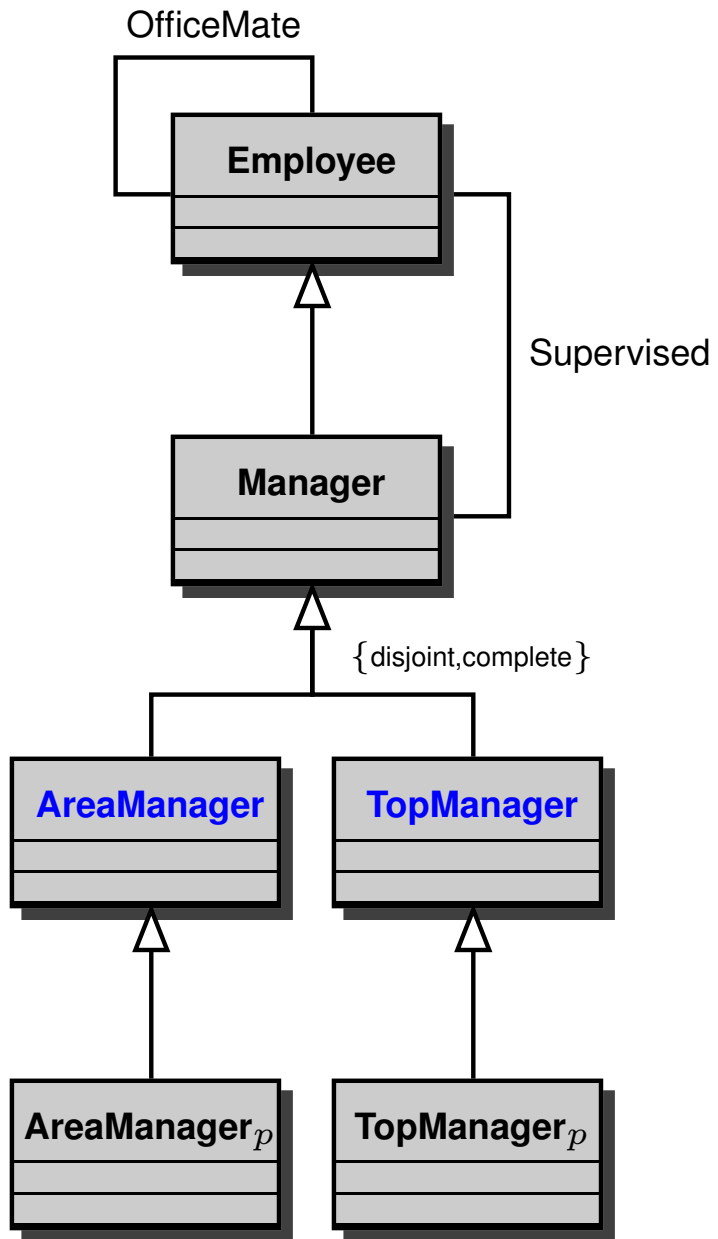 OfficeMate
Employee
Supervised
Manager
{disjoint,complete}
AreaManager TopManager
AreaManagerₚ TopManagerₚ